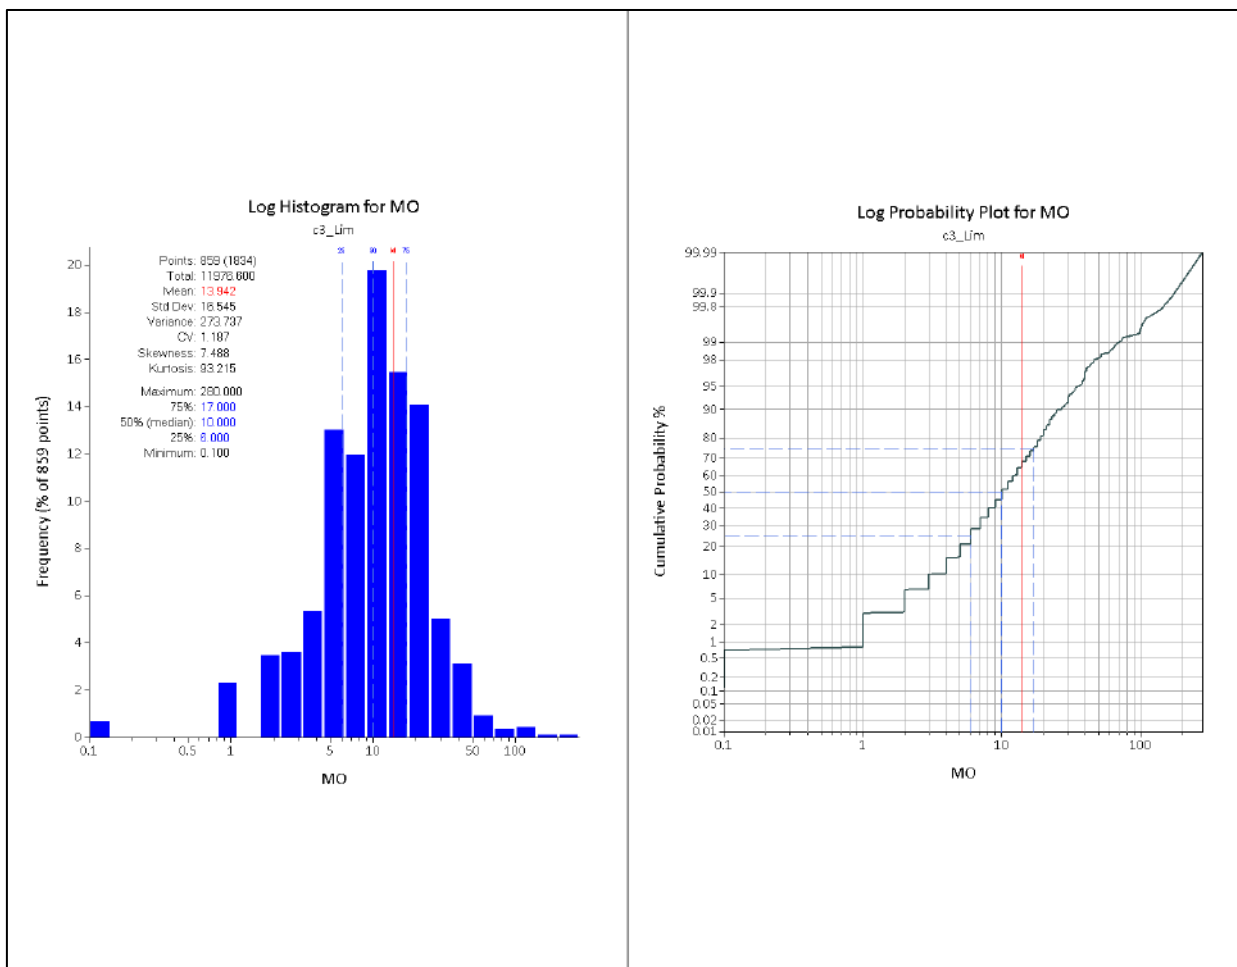 Log Histogram for MO
c3_Lim
25 50 M 75
Points: 859 (1834)
Total: 11976.600
Mean: 13.942
Std Dev: 16.545
Variance: 273.737
CV: 1.187
Skewness: 7.488
Kurtosis: 93.215
Maximum: 280.000
75%: 17.000
50% (median): 10.000
25%: 6.000
Minimum: 0.100
Frequency (% of 859 points)
20
18
16
14
12
10
8
6
4
2
0
0.1 0.5 1 5 10 50 100
MO
Log Probability Plot for MO
c3_Lim
Cumulative Probability %
99.99
99.9
99.8
99
98
95
90
80
70
60
50
40
30
20
10
5
2
1
0.5
0.2
0.1
0.05
0.02
0.01
0.1 1 10 100
MO